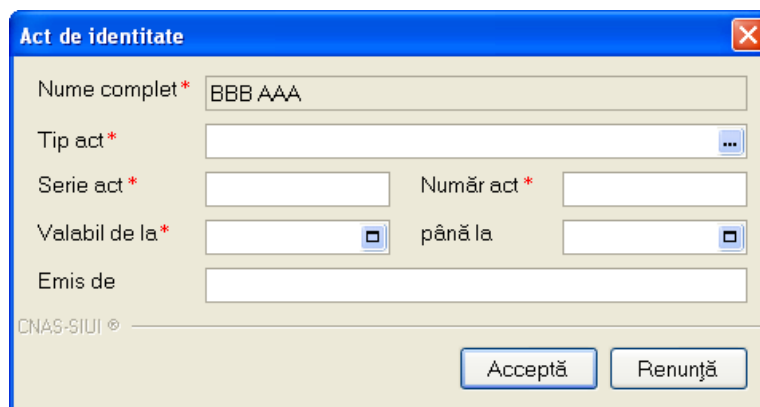 Act de identitate
Nume complet* BBB AAA
Tip act* ...
Serie act* Număr act*
Valabil de la* până la
Emis de
CNAS-SIUI ®
Acceptă Renunță